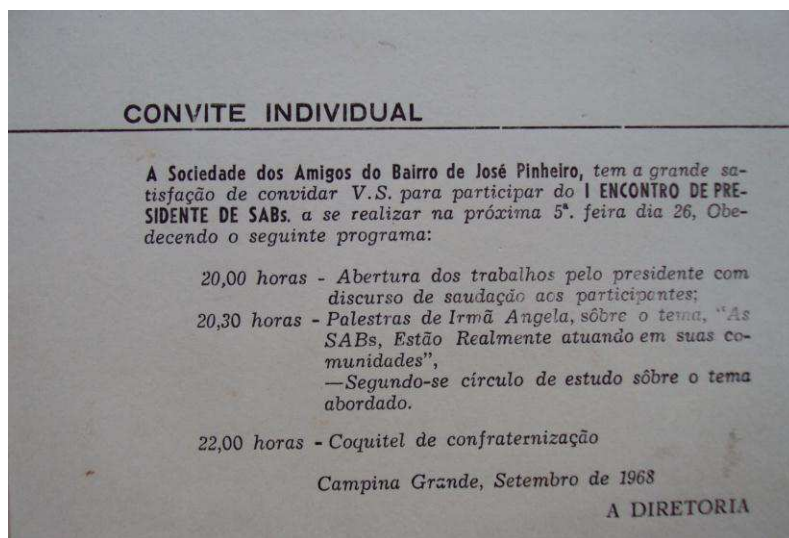 CONVITE INDIVIDUAL
A Sociedade dos Amigos do Bairro de José Pinheiro, tem a grande sa-
tisfação de convidar V.S. para participar do I ENCONTRO DE PRE-
SIDENTE DE SABs. a se realizar na próxima 5ª. feira dia 26, Obe-
decendo o seguinte programa:
20,00 horas - Abertura dos trabalhos pelo presidente com
discurso de saudação aos participantes;
20,30 horas - Palestras de Irmã Angela, sôbre o tema, "As
SABs, Estão Realmente atuando em suas co-
munidades",
—Segundo-se círculo de estudo sôbre o tema
abordado.
22,00 horas - Coquitel de confraternização
Campina Grande, Setembro de 1968
A DIRETORIA